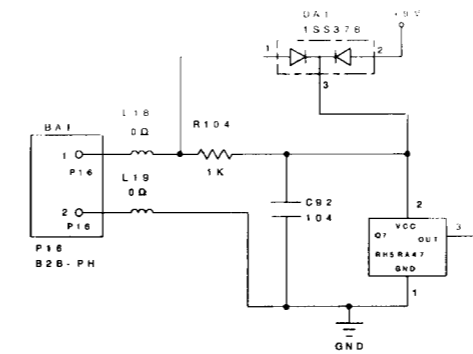 DA1
1SS376
+9V
1
2
3
L18
0Ω
R104
1K
BA1
1
P16
L19
0Ω
2
P16
P16
B2B-PH
C92
104
2
VCC
Q7
OUT
3
RH5RA47
GND
1
GND